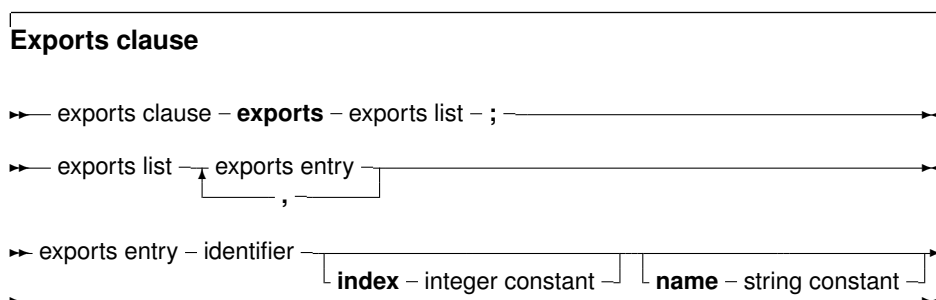 Exports clause
exports clause – exports – exports list – ;
exports list exports entry
,
exports entry – identifier
index – integer constant name – string constant